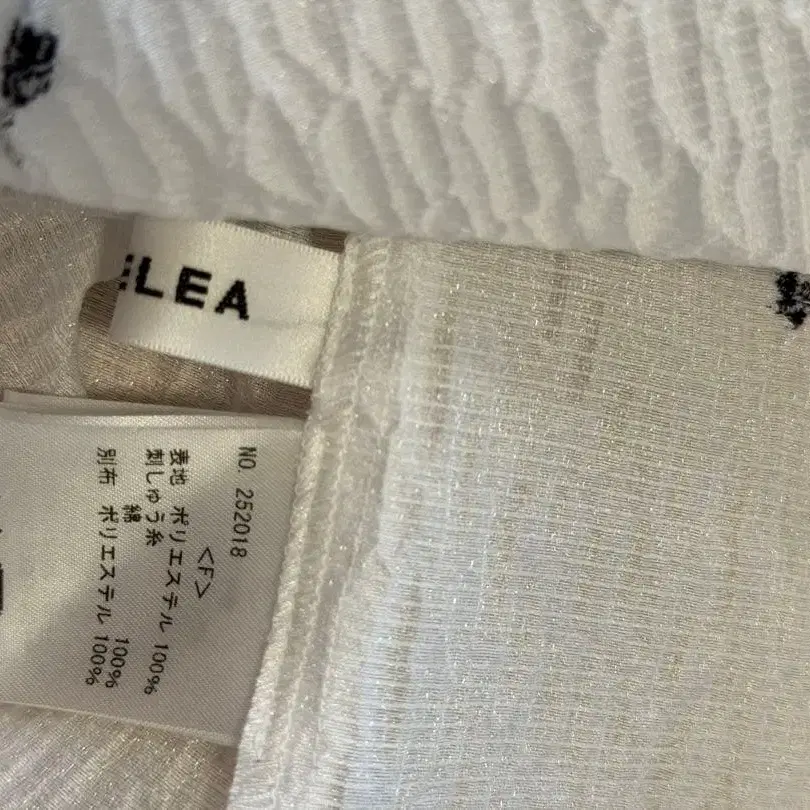 ELEA
NO. 252018
<F>
表地 ポリエステル 100%
刺しゅう糸
綿 100%
別布 ポリエステル 100%